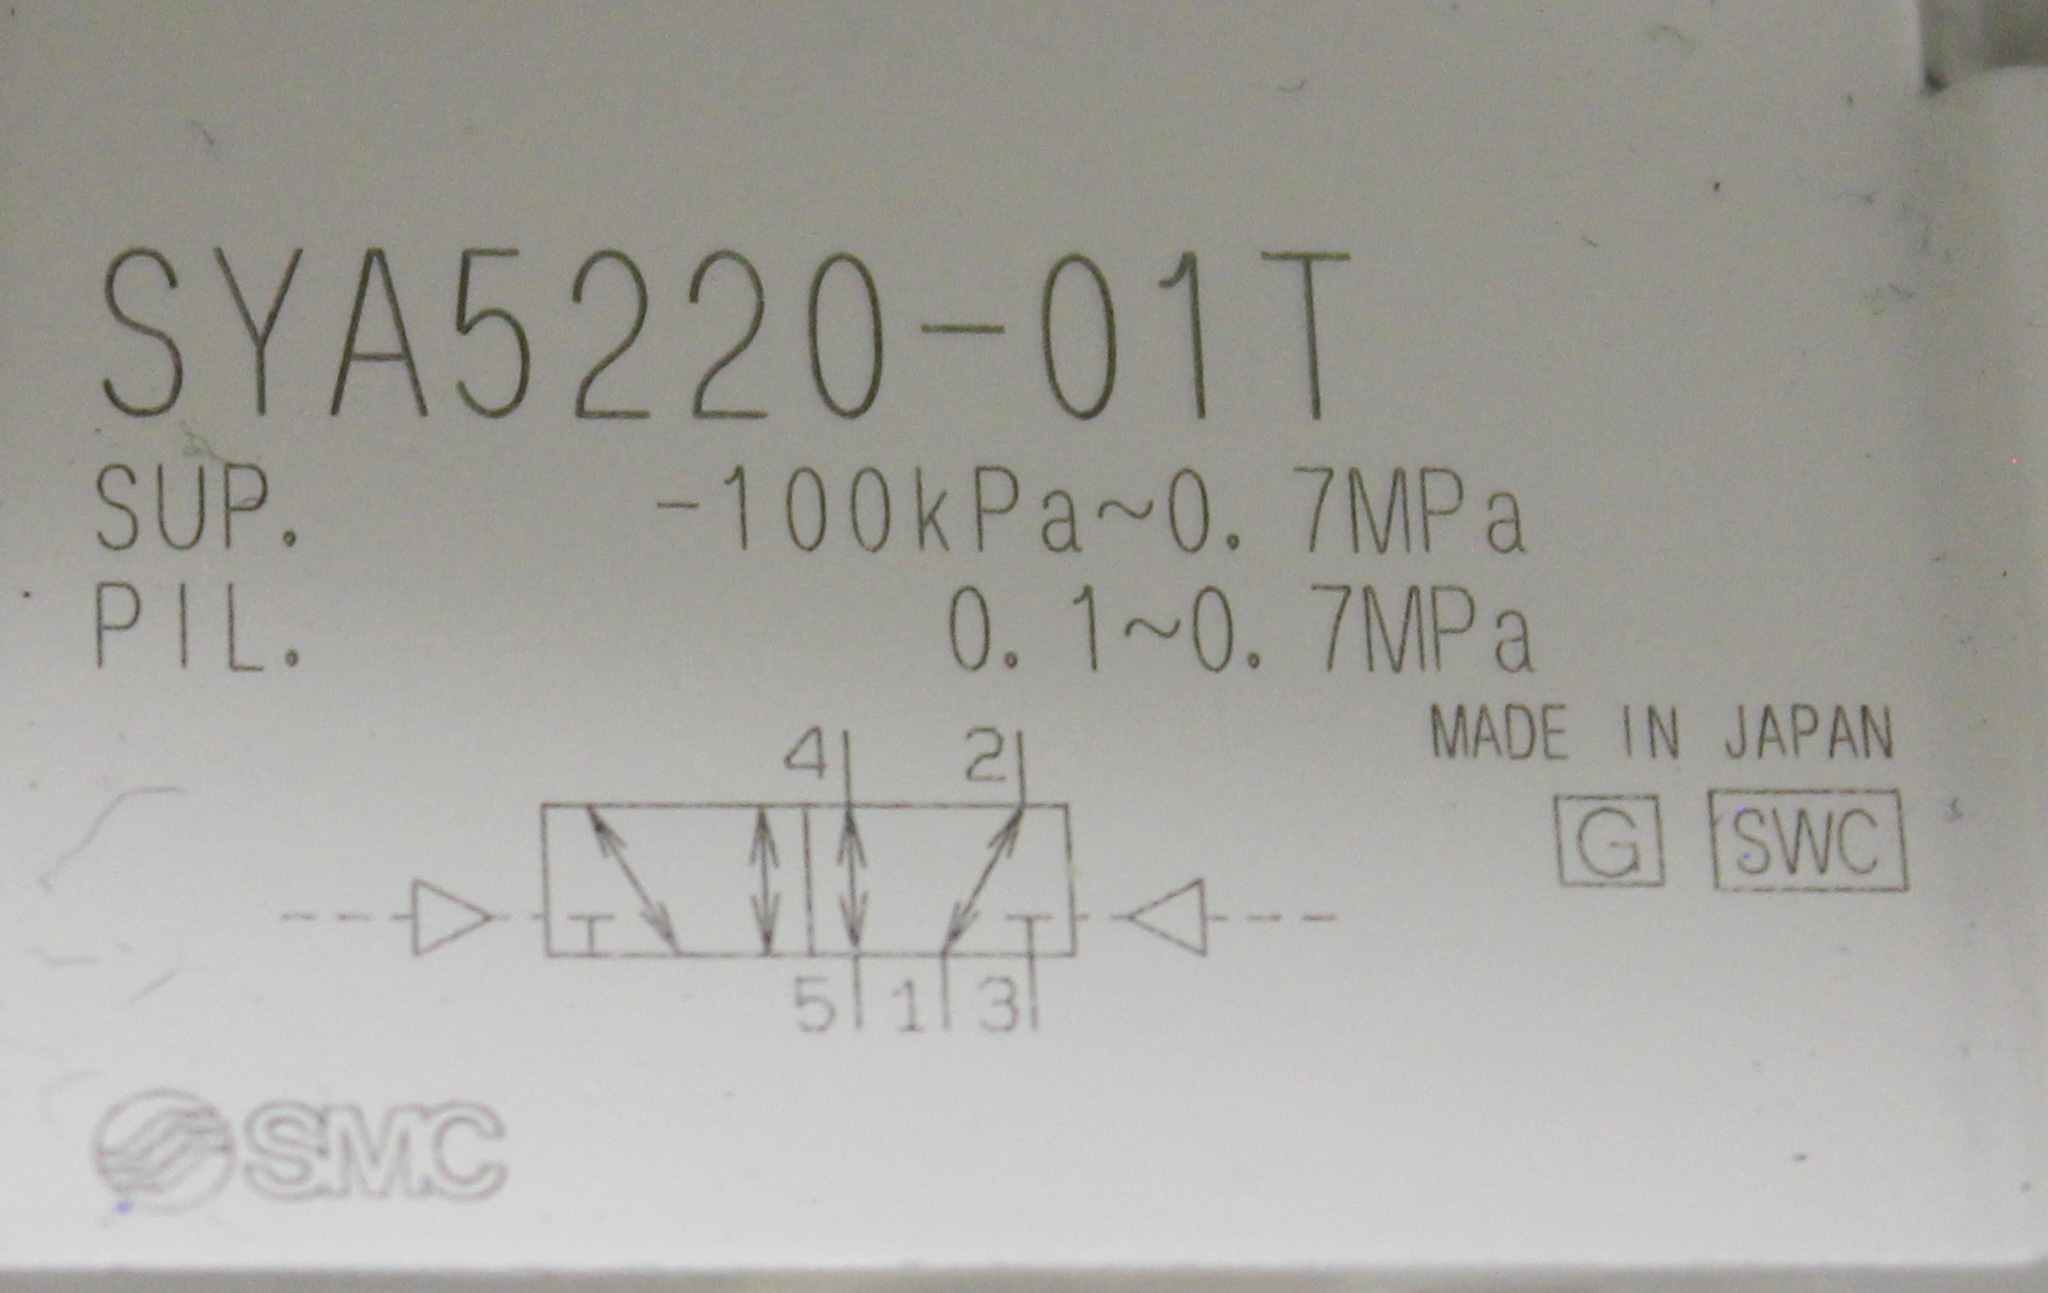 SYA5220-01T
SUP. -100kPa~0.7MPa
PIL. 0.1~0.7MPa
MADE IN JAPAN
4 2
G SWC
5 1 3
SMC